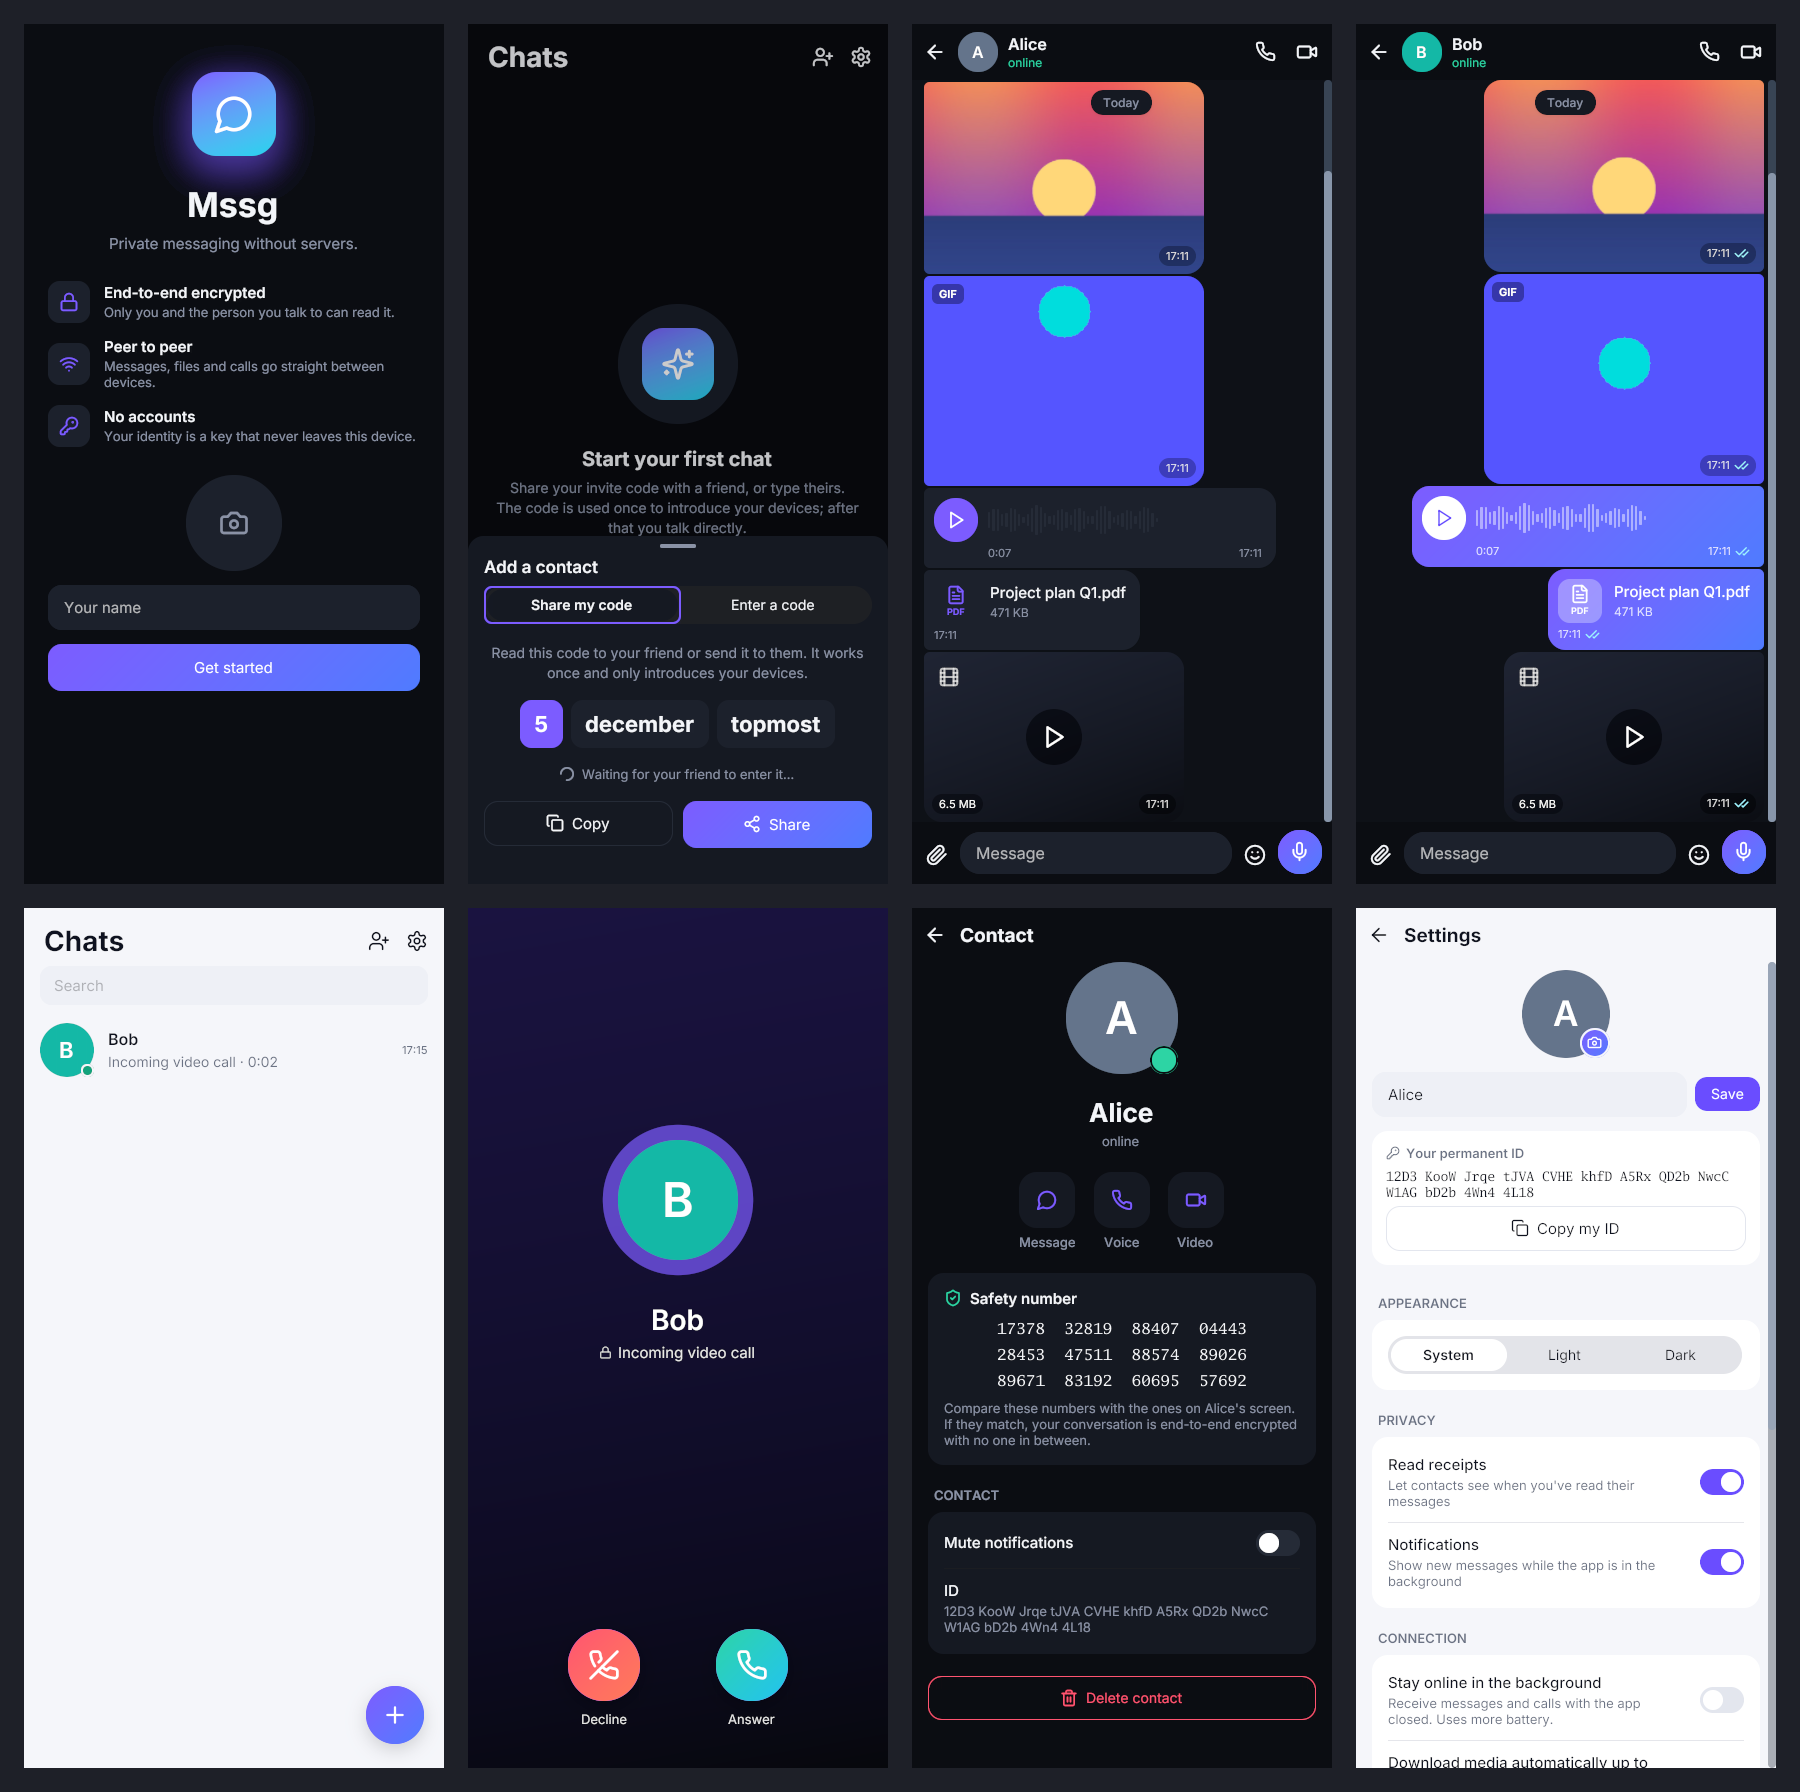 Mssg
Private messaging without servers.
End-to-end encrypted
Only you and the person you talk to can read it.
Peer to peer
Messages, files and calls go straight between
devices.
No accounts
Your identity is a key that never leaves this device.
Your name
Get started
Chats
Start your first chat
Share your invite code with a friend, or type theirs.
The code is used once to introduce your devices; after
that you talk directly.
Add a contact
Share my code
Enter a code
Read this code to your friend or send it to them. It works
once and only introduces your devices.
5 december topmost
Waiting for your friend to enter it...
Copy
Share
A
Alice
online
Today
17:11
GIF
17:11
0:07
17:11
PDF
Project plan Q1.pdf
471 KB
17:11
6.5 MB
17:11
Message
B
Bob
online
Today
17:11
GIF
17:11
0:07
17:11
PDF
Project plan Q1.pdf
471 KB
17:11
6.5 MB
17:11
Message
Chats
Search
B
Bob
Incoming video call · 0:02
17:15
B
Bob
Incoming video call
Decline
Answer
Contact
A
Alice
online
Message
Voice
Video
Safety number
17378 32819 88407 04443
28453 47511 88574 89026
89671 83192 60695 57692
Compare these numbers with the ones on Alice's screen.
If they match, your conversation is end-to-end encrypted
with no one in between.
CONTACT
Mute notifications
ID
12D3 KooW Jrqe tJVA CVHE khfD A5Rx QD2b NwcC
W1AG bD2b 4Wn4 4L18
Delete contact
Settings
A
Alice
Save
Your permanent ID
12D3 KooW Jrqe tJVA CVHE khfD A5Rx QD2b NwcC
W1AG bD2b 4Wn4 4L18
Copy my ID
APPEARANCE
System
Light
Dark
PRIVACY
Read receipts
Let contacts see when you've read their
messages
Notifications
Show new messages while the app is in the
background
CONNECTION
Stay online in the background
Receive messages and calls with the app
closed. Uses more battery.
Download media automatically up to